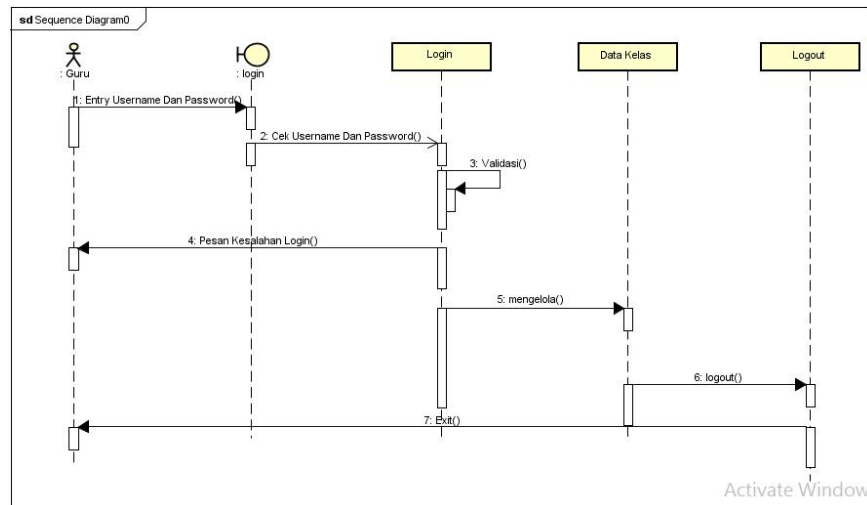 sd Sequence Diagram0
: Guru
: login
Login
Data Kelas
Logout
1: Entry Username Dan Password()
2: Cek Username Dan Password()
3: Validasi()
4: Pesan Kesalahan Login()
5: mengelola()
6: logout()
7: Exit()
Activate Window